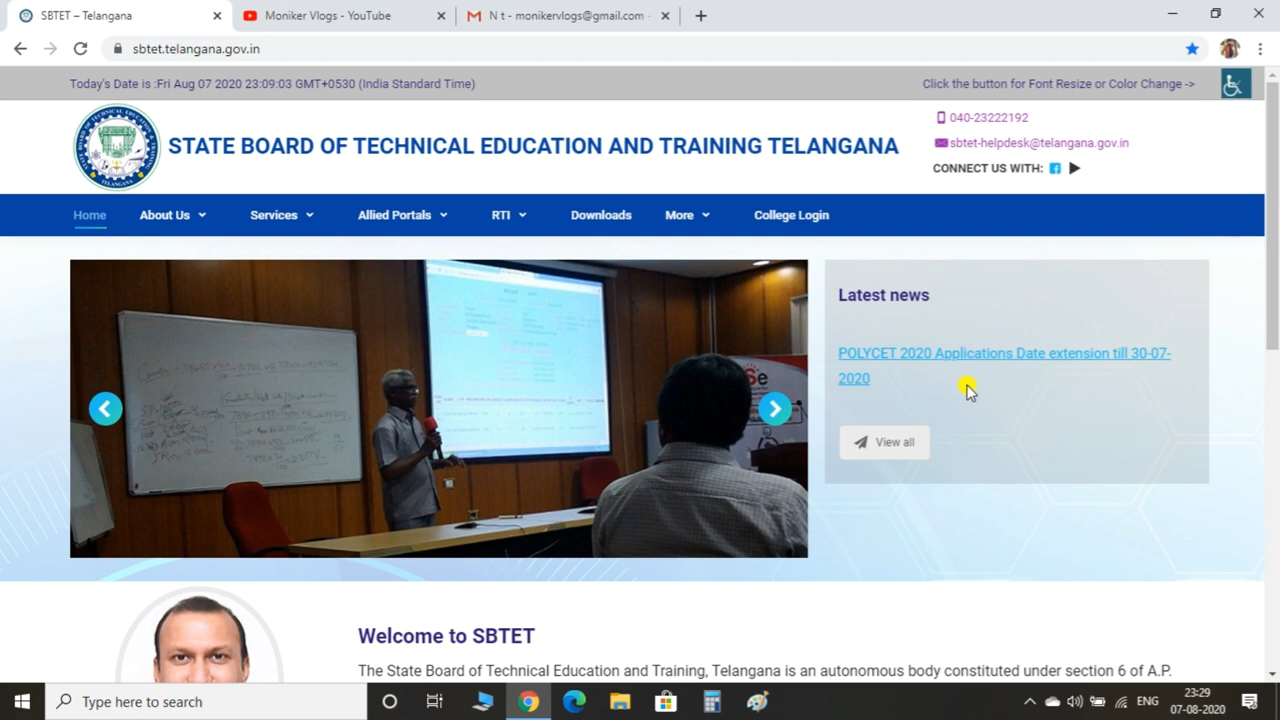 SBTET – Telangana
Moniker Vlogs - YouTube
N t - monikervlogs@gmail.com -
sbtet.telangana.gov.in
Today's Date is :Fri Aug 07 2020 23:09:03 GMT+0530 (India Standard Time)
Click the button for Font Resize or Color Change ->
STATE BOARD OF TECHNICAL EDUCATION AND TRAINING TELANGANA
TELANGANA
040-23222192
sbtet-helpdesk@telangana.gov.in
CONNECT US WITH:
Home
About Us
Services
Allied Portals
RTI
Downloads
More
College Login
Latest news
POLYCET 2020 Applications Date extension till 30-07-
2020
View all
Welcome to SBTET
The State Board of Technical Education and Training, Telangana is an autonomous body constituted under section 6 of A.P.
Type here to search
ENG
23:29
07-08-2020